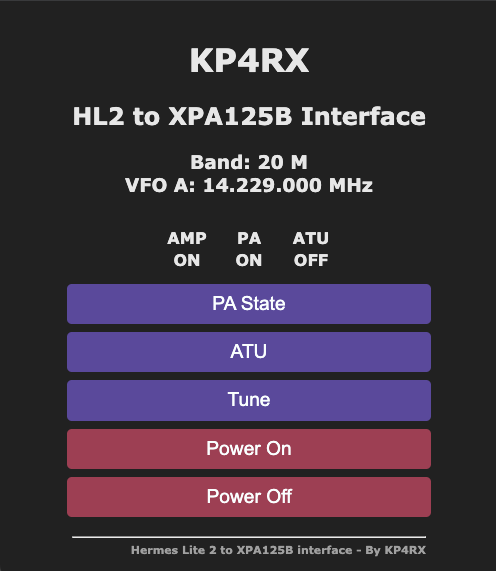 KP4RX
HL2 to XPA125B Interface
Band: 20 M
VFO A: 14.229.000 MHz
AMP PA ATU
ON ON OFF
PA State
ATU
Tune
Power On
Power Off
Hermes Lite 2 to XPA125B interface - By KP4RX